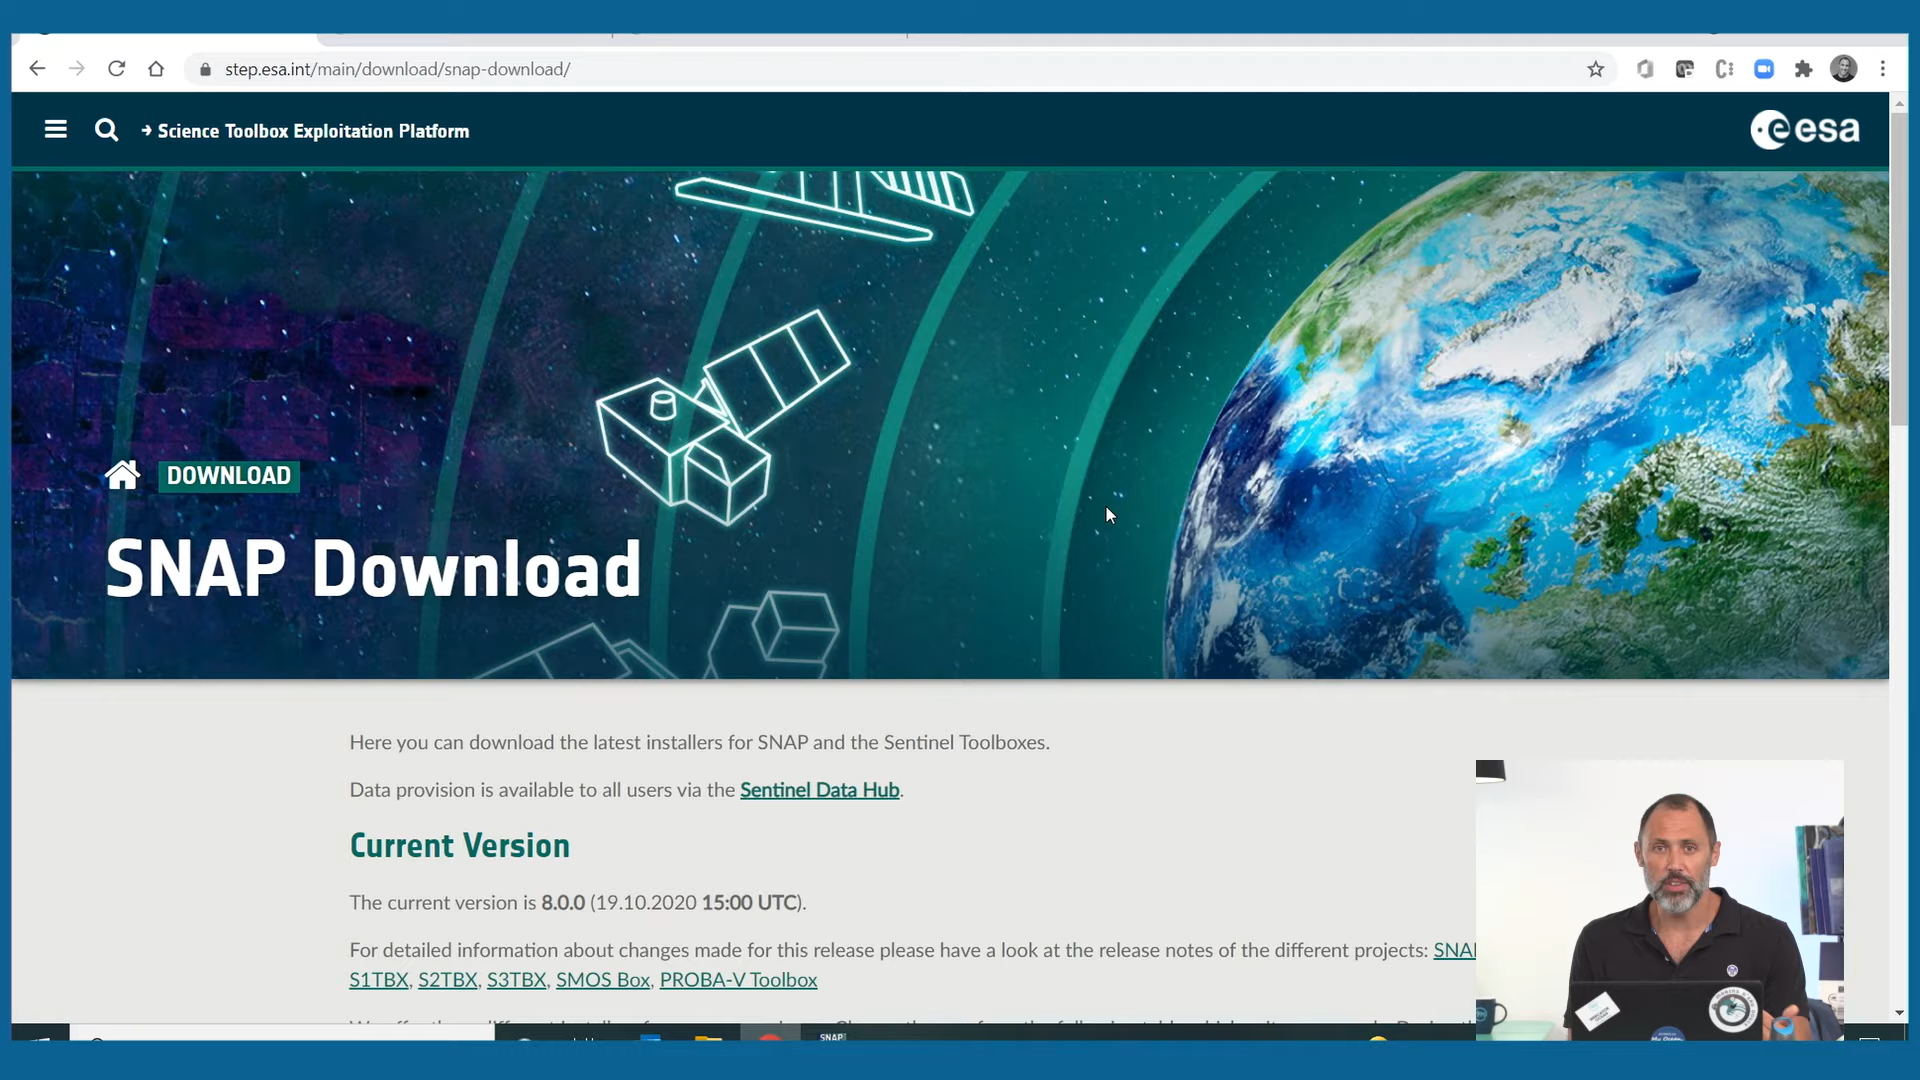 step.esa.int/main/download/snap-download/
Science Toolbox Exploitation Platform
esa
DOWNLOAD
SNAP Download
Here you can download the latest installers for SNAP and the Sentinel Toolboxes.
Data provision is available to all users via the Sentinel Data Hub.
Current Version
The current version is 8.0.0 (19.10.2020 15:00 UTC).
For detailed information about changes made for this release please have a look at the release notes of the different projects:
S1TBX, S2TBX, S3TBX, SMOS Box, PROBA-V Toolbox
SNAP